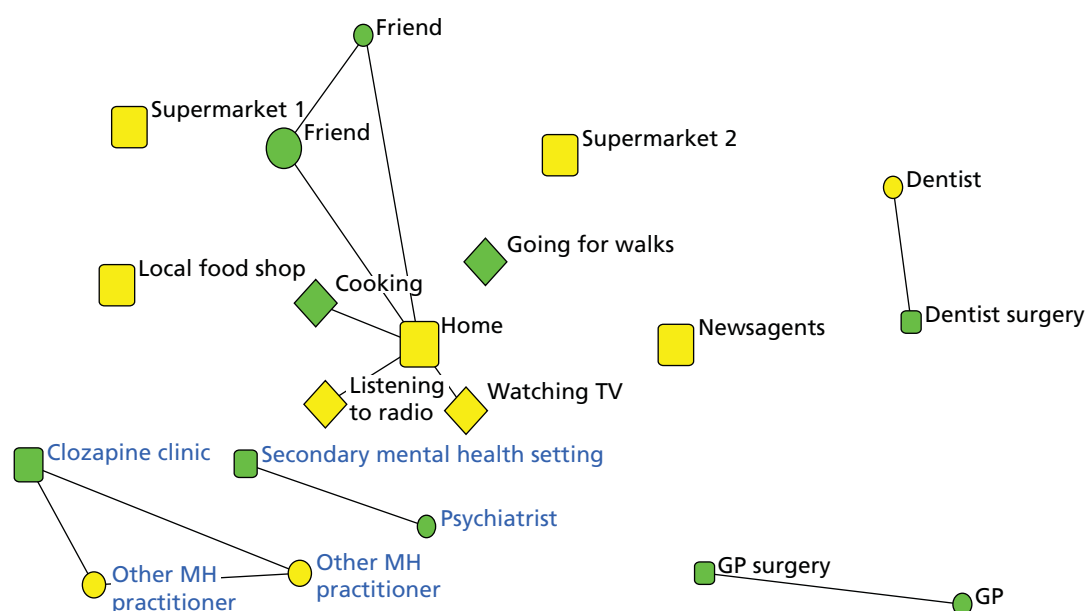 Friend
Supermarket 1
Friend
Supermarket 2
Dentist
Going for walks
Local food shop
Cooking
Dentist surgery
Home
Newsagents
Listening
to radio
Watching TV
Clozapine clinic
Secondary mental health setting
Psychiatrist
Other MH
practitioner
Other MH
practitioner
GP surgery
GP